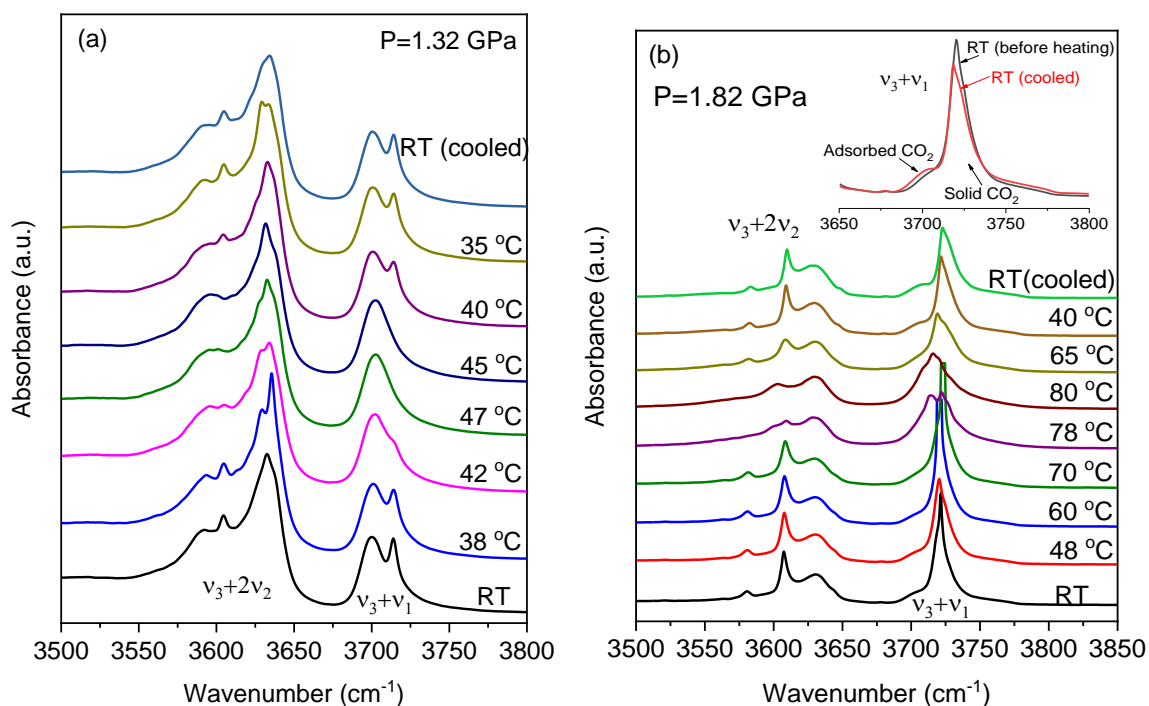 (a)
P=1.32 GPa
RT (cooled)
35 °C
40 °C
45 °C
47 °C
42 °C
38 °C
RT
ν₃+2ν₂
ν₃+ν₁
Absorbance (a.u.)
3500 3550 3600 3650 3700 3750 3800
Wavenumber (cm⁻¹)
(b)
P=1.82 GPa
RT (before heating)
RT (cooled)
ν₃+ν₁
Adsorbed CO₂
Solid CO₂
3650 3700 3750 3800
ν₃+2ν₂
RT(cooled)
40 °C
65 °C
80 °C
78 °C
70 °C
60 °C
48 °C
RT
ν₃+ν₁
Absorbance (a.u.)
3500 3550 3600 3650 3700 3750 3800 3850
Wavenumber (cm⁻¹)